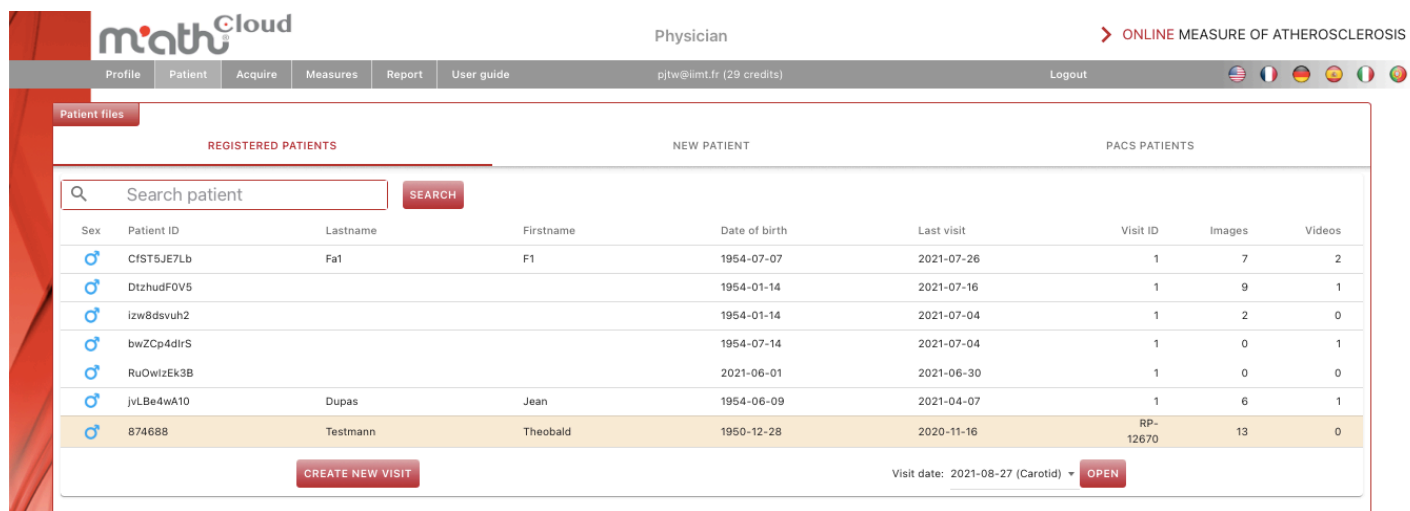 m'ath Cloud ®
Physician
ONLINE MEASURE OF ATHEROSCLEROSIS
Profile Patient Acquire Measures Report User guide pjtw@iimt.fr (29 credits) Logout
Patient files
REGISTERED PATIENTS NEW PATIENT PACS PATIENTS
Search patient SEARCH
Sex Patient ID Lastname Firstname Date of birth Last visit Visit ID Images Videos
CfST5JE7Lb Fa1 F1 1954-07-07 2021-07-26 1 7 2
DtzhudF0V5 1954-01-14 2021-07-16 1 9 1
izw8dsvuh2 1954-01-14 2021-07-04 1 2 0
bwZCp4dIrS 1954-07-14 2021-07-04 1 0 1
RuOwIzEk3B 2021-06-01 2021-06-30 1 0 0
jvLBe4wA10 Dupas Jean 1954-06-09 2021-04-07 1 6 1
874688 Testmann Theobald 1950-12-28 2020-11-16 RP-12670 13 0
CREATE NEW VISIT Visit date: 2021-08-27 (Carotid) OPEN